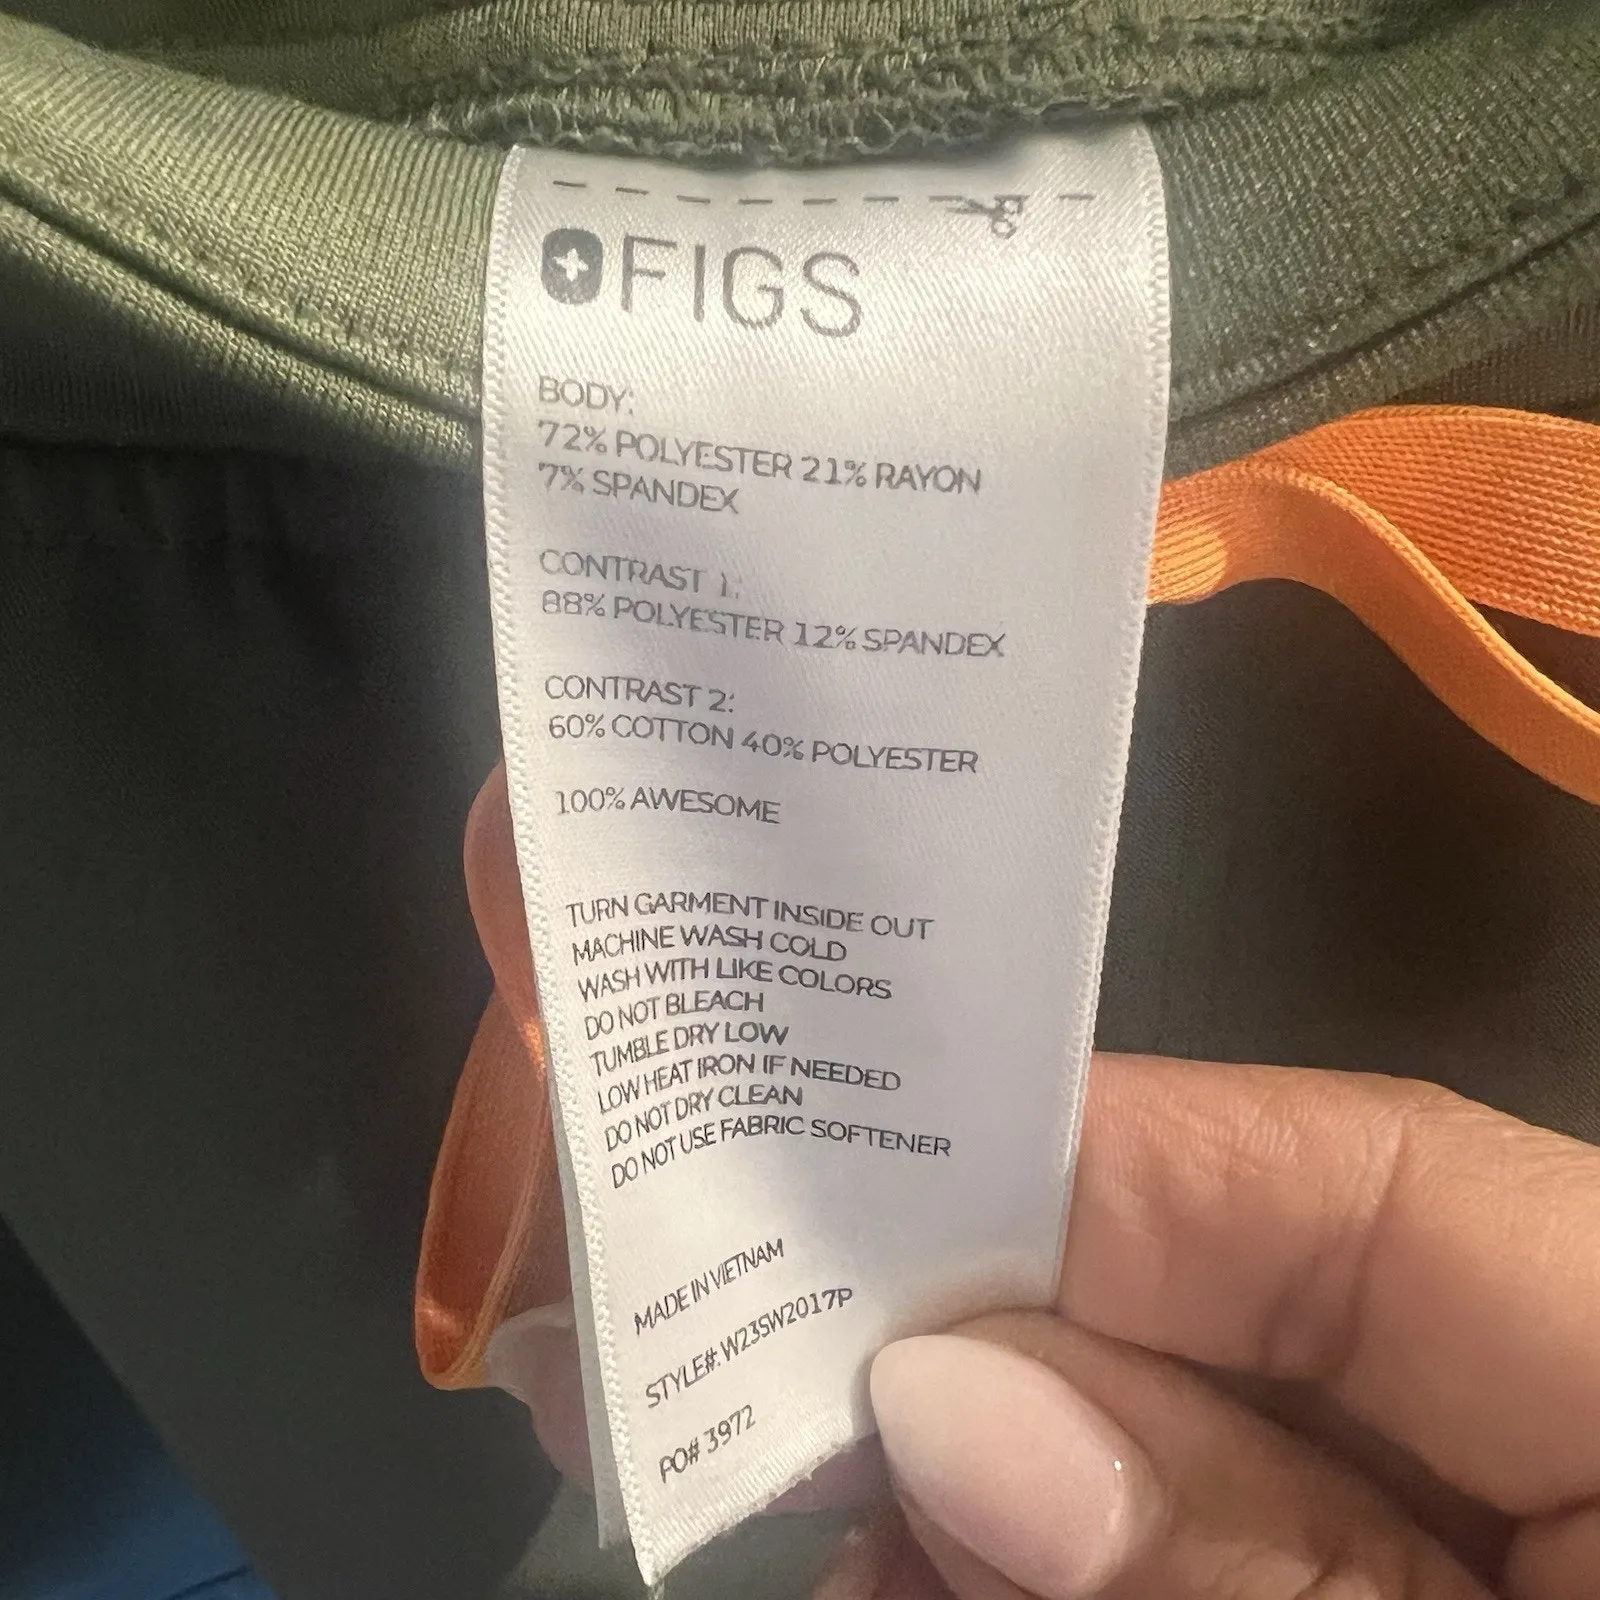 FIGS
BODY:
72% POLYESTER 21% RAYON
7% SPANDEX
CONTRAST 1:
88% POLYESTER 12% SPANDEX
CONTRAST 2:
60% COTTON 40% POLYESTER
100% AWESOME
TURN GARMENT INSIDE OUT
MACHINE WASH COLD
WASH WITH LIKE COLORS
DO NOT BLEACH
TUMBLE DRY LOW
LOW HEAT IRON IF NEEDED
DO NOT DRY CLEAN
DO NOT USE FABRIC SOFTENER
MADE IN VIETNAM
STYLE#: W23SW2017P
PO# 3972